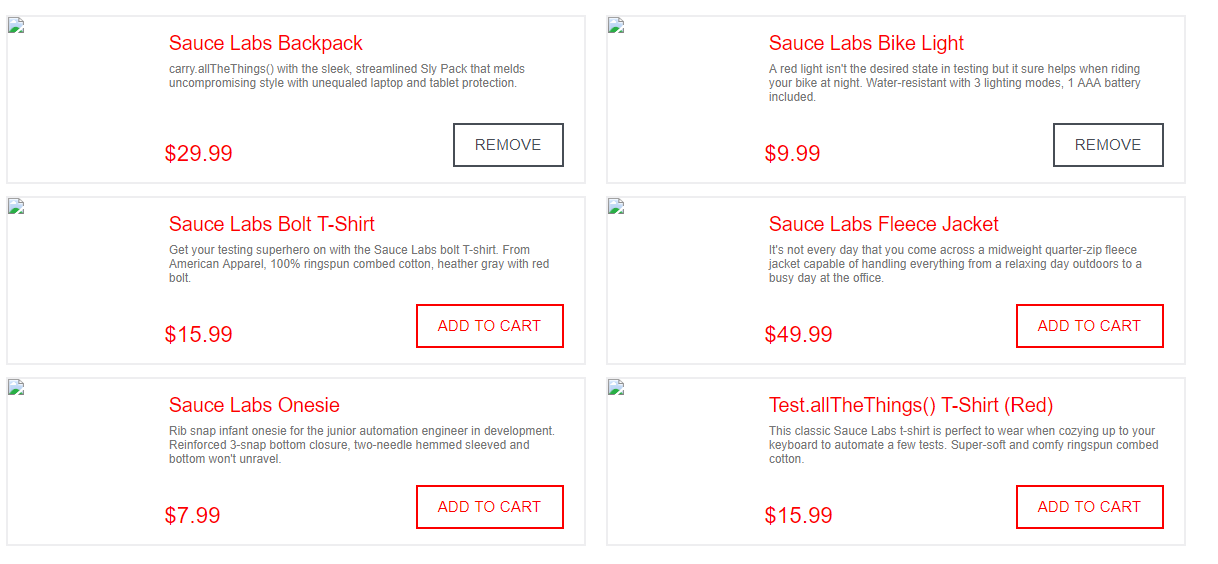 Sauce Labs Backpack
carry.allTheThings() with the sleek, streamlined Sly Pack that melds
uncompromising style with unequaled laptop and tablet protection.
$29.99
REMOVE
Sauce Labs Bike Light
A red light isn't the desired state in testing but it sure helps when riding
your bike at night. Water-resistant with 3 lighting modes, 1 AAA battery
included.
$9.99
REMOVE
Sauce Labs Bolt T-Shirt
Get your testing superhero on with the Sauce Labs bolt T-shirt. From
American Apparel, 100% ringspun combed cotton, heather gray with red
bolt.
$15.99
ADD TO CART
Sauce Labs Fleece Jacket
It's not every day that you come across a midweight quarter-zip fleece
jacket capable of handling everything from a relaxing day outdoors to a
busy day at the office.
$49.99
ADD TO CART
Sauce Labs Onesie
Rib snap infant onesie for the junior automation engineer in development.
Reinforced 3-snap bottom closure, two-needle hemmed sleeved and
bottom won't unravel.
$7.99
ADD TO CART
Test.allTheThings() T-Shirt (Red)
This classic Sauce Labs t-shirt is perfect to wear when cozying up to your
keyboard to automate a few tests. Super-soft and comfy ringspun combed
cotton.
$15.99
ADD TO CART